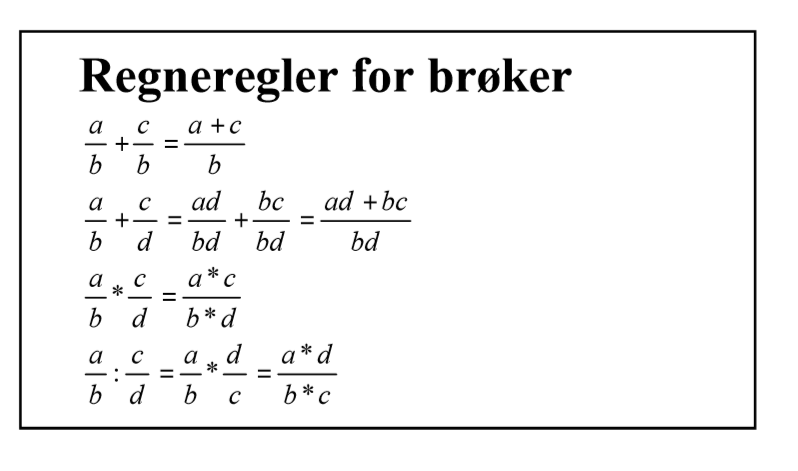 Regneregler for brøker
a/b + c/b = (a + c)/b
a/b + c/d = ad/bd + bc/bd = (ad + bc)/bd
a/b * c/d = (a * c)/(b * d)
a/b : c/d = a/b * d/c = (a * d)/(b * c)